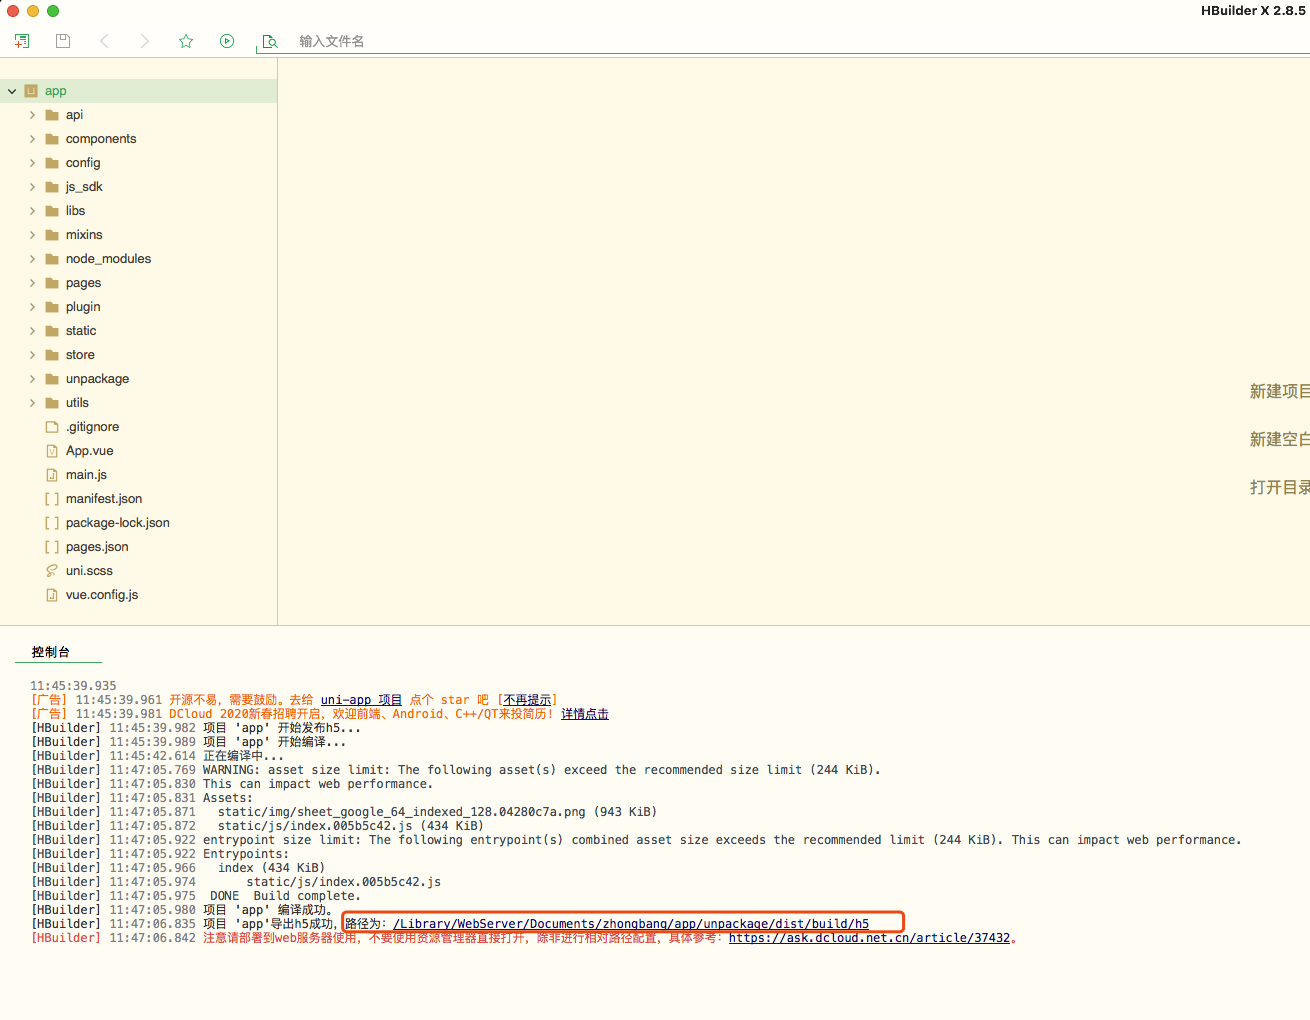 HBuilder X 2.8.5
输入文件名
app
api
components
config
js_sdk
libs
mixins
node_modules
pages
plugin
static
store
unpackage
utils
.gitignore
App.vue
main.js
manifest.json
package-lock.json
pages.json
uni.scss
vue.config.js
新建项目
新建空白
打开目录
控制台
11:45:39.935
[广告] 11:45:39.961 开源不易，需要鼓励。去给 uni-app 项目 点个 star 吧 [不再提示]
[广告] 11:45:39.981 DCloud 2020新春招聘开启，欢迎前端、Android、C++/QT来投简历! 详情点击
[HBuilder] 11:45:39.982 项目 'app' 开始发布h5...
[HBuilder] 11:45:39.989 项目 'app' 开始编译...
[HBuilder] 11:45:42.614 正在编译中...
[HBuilder] 11:47:05.769 WARNING: asset size limit: The following asset(s) exceed the recommended size limit (244 KiB).
[HBuilder] 11:47:05.830 This can impact web performance.
[HBuilder] 11:47:05.831 Assets:
[HBuilder] 11:47:05.871   static/img/sheet_google_64_indexed_128.04280c7a.png (943 KiB)
[HBuilder] 11:47:05.872   static/js/index.005b5c42.js (434 KiB)
[HBuilder] 11:47:05.922 entrypoint size limit: The following entrypoint(s) combined asset size exceeds the recommended limit (244 KiB). This can impact web performance.
[HBuilder] 11:47:05.922 Entrypoints:
[HBuilder] 11:47:05.966   index (434 KiB)
[HBuilder] 11:47:05.974       static/js/index.005b5c42.js
[HBuilder] 11:47:05.975  DONE  Build complete.
[HBuilder] 11:47:05.980 项目 'app' 编译成功。
[HBuilder] 11:47:06.835 项目 'app'导出h5成功，路径为：/Library/WebServer/Documents/zhongbang/app/unpackage/dist/build/h5
[HBuilder] 11:47:06.842 注意请部署到web服务器使用，不要使用资源管理器直接打开，除非进行相对路径配置，具体参考：https://ask.dcloud.net.cn/article/37432。